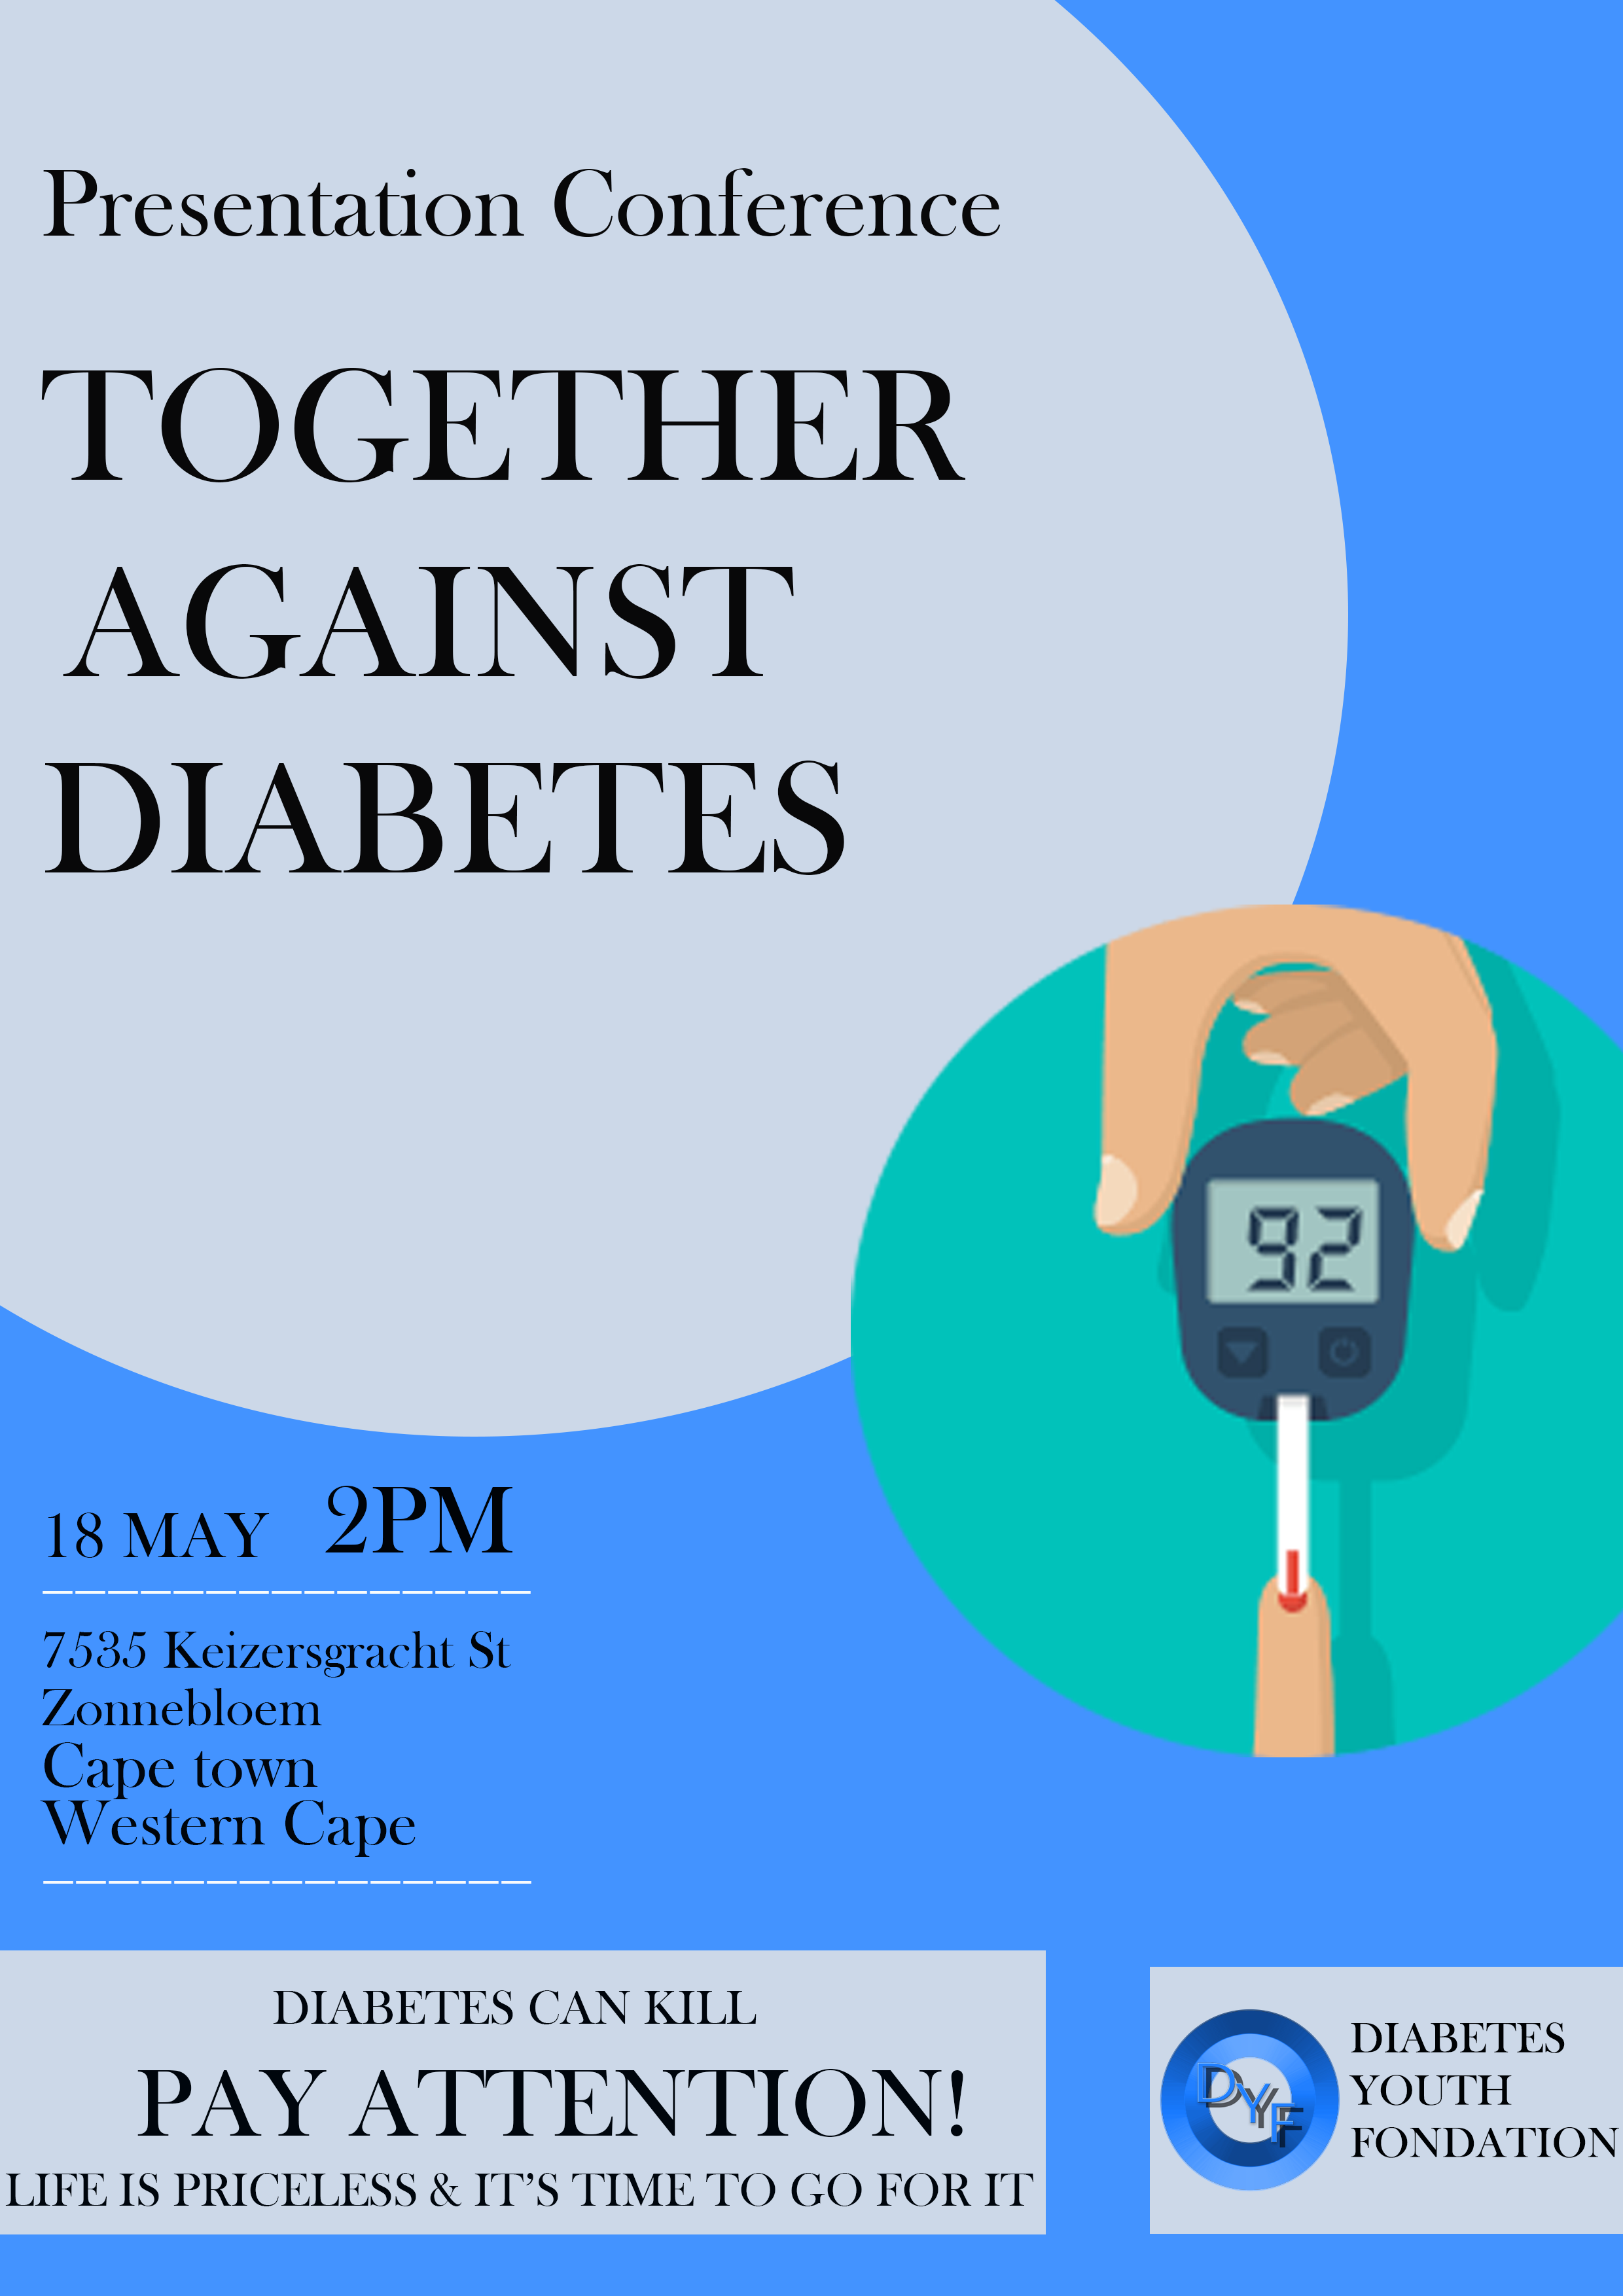 Presentation Conference
TOGETHER
AGAINST
DIABETES
92
18 MAY 2PM
7535 Keizersgracht St
Zonnebloem
Cape town
Western Cape
DIABETES CAN KILL
PAY ATTENTION!
LIFE IS PRICELESS & IT'S TIME TO GO FOR IT
DYF
DIABETES
YOUTH
FONDATION